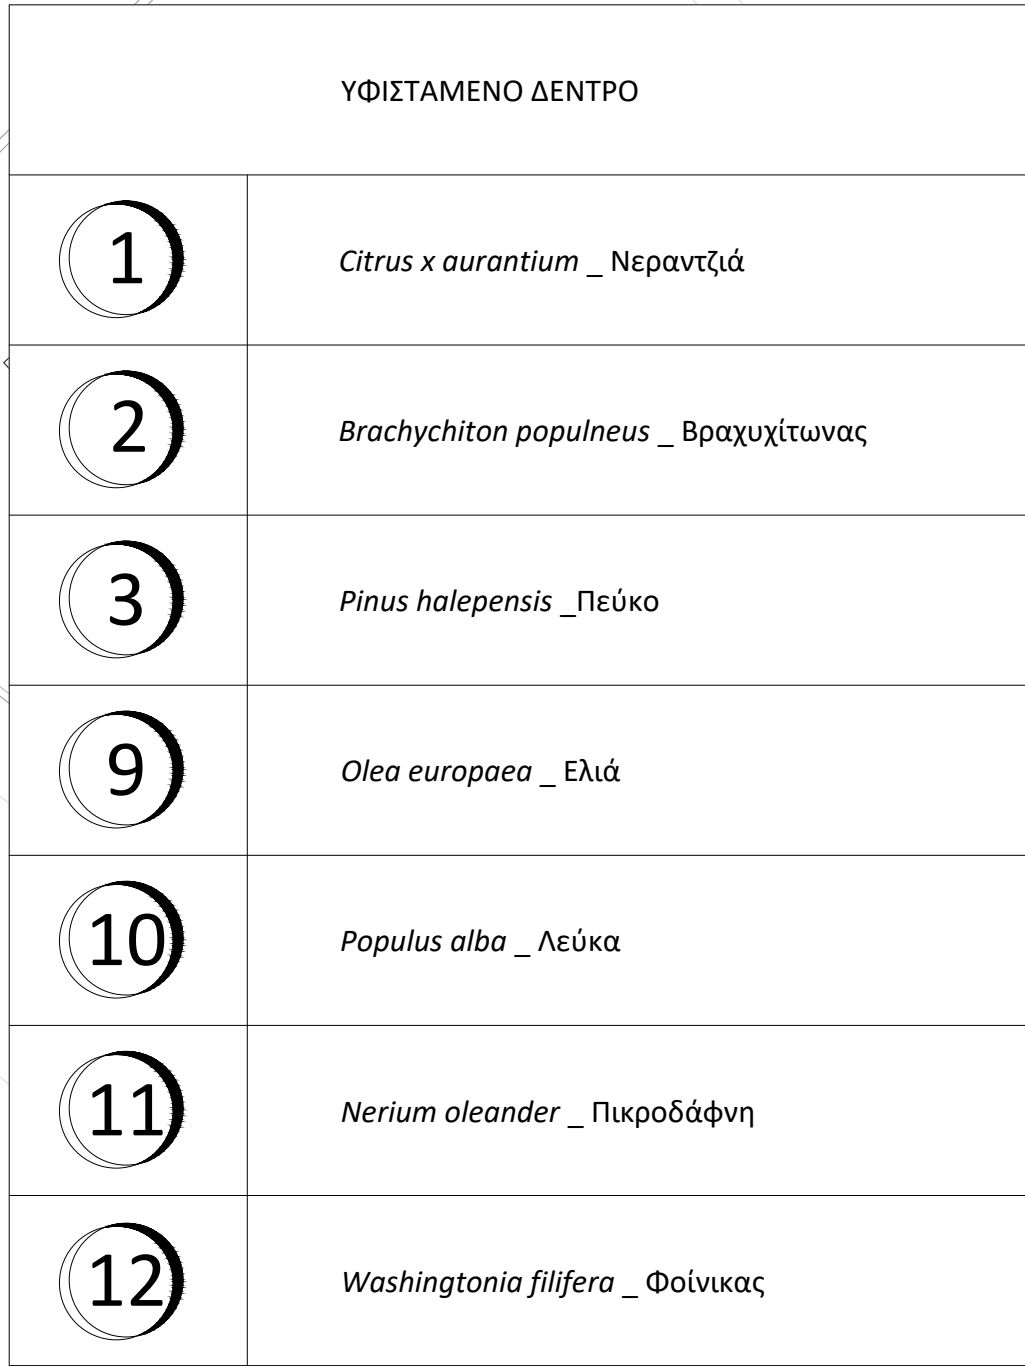 ΥΦΙΣΤΑΜΕΝΟ ΔΕΝΤΡΟ
1 Citrus x aurantium _ Νεραντζιά
2 Brachychiton populneus _ Βραχυχίτωνας
3 Pinus halepensis _Πεύκο
9 Olea europaea _ Ελιά
10 Populus alba _ Λεύκα
11 Nerium oleander _ Πικροδάφνη
12 Washingtonia filifera _ Φοίνικας